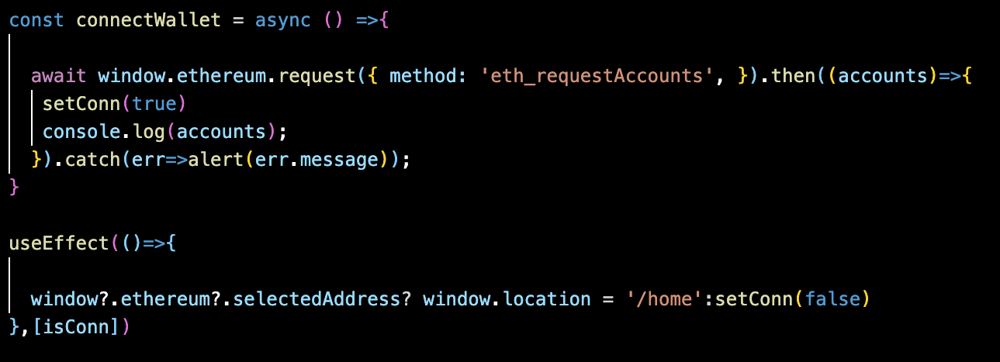 const connectWallet = async () =>{
await window.ethereum.request({ method: 'eth_requestAccounts', }).then((accounts)=>{
setConn(true)
console.log(accounts);
}).catch(err=>alert(err.message));
}
useEffect(()=>{
window?.ethereum?.selectedAddress? window.location = '/home':setConn(false)
},[isConn])